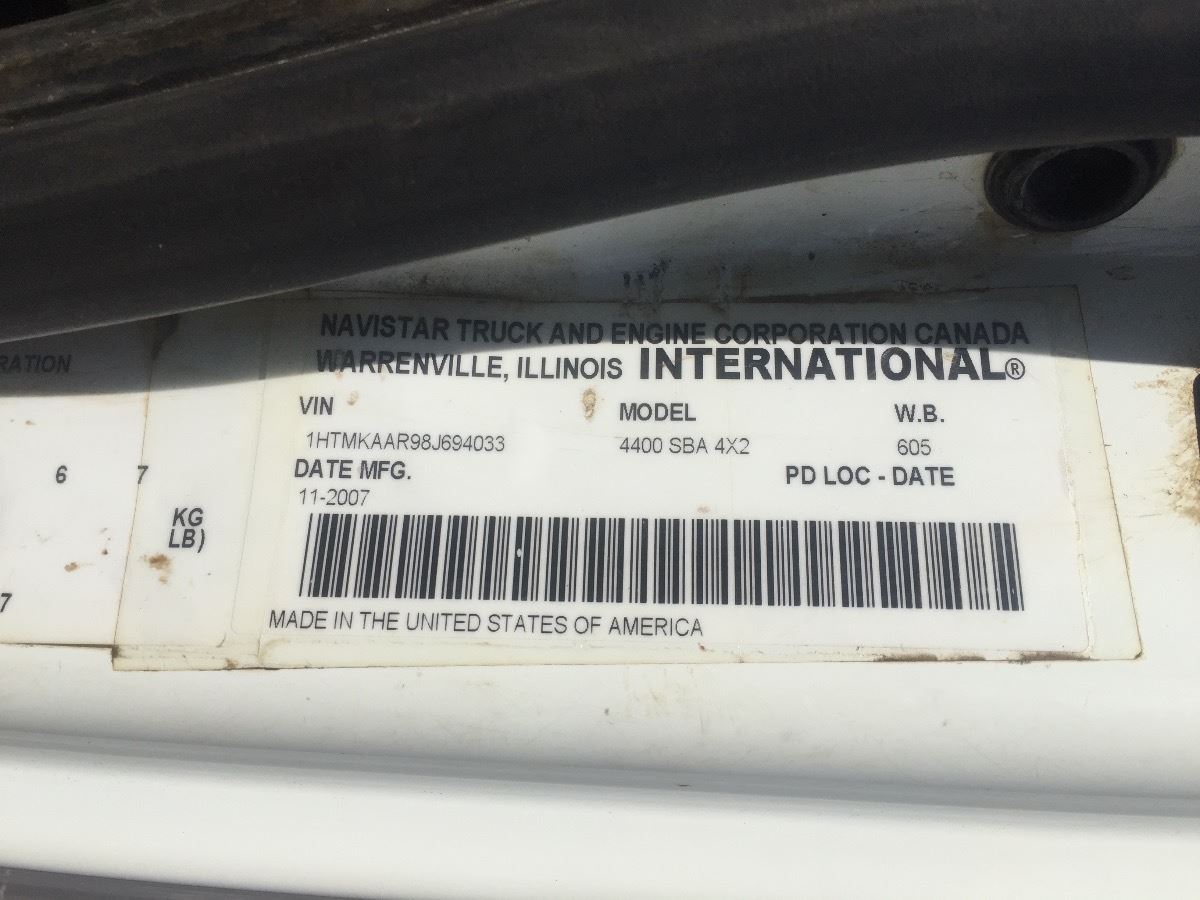 NAVISTAR TRUCK AND ENGINE CORPORATION CANADA
WARRENVILLE, ILLINOIS INTERNATIONAL®
VIN MODEL W.B.
1HTMKAAR98J694033 4400 SBA 4X2 605
DATE MFG. PD LOC - DATE
11-2007
MADE IN THE UNITED STATES OF AMERICA
RATION
6 7
KG
LB)
7